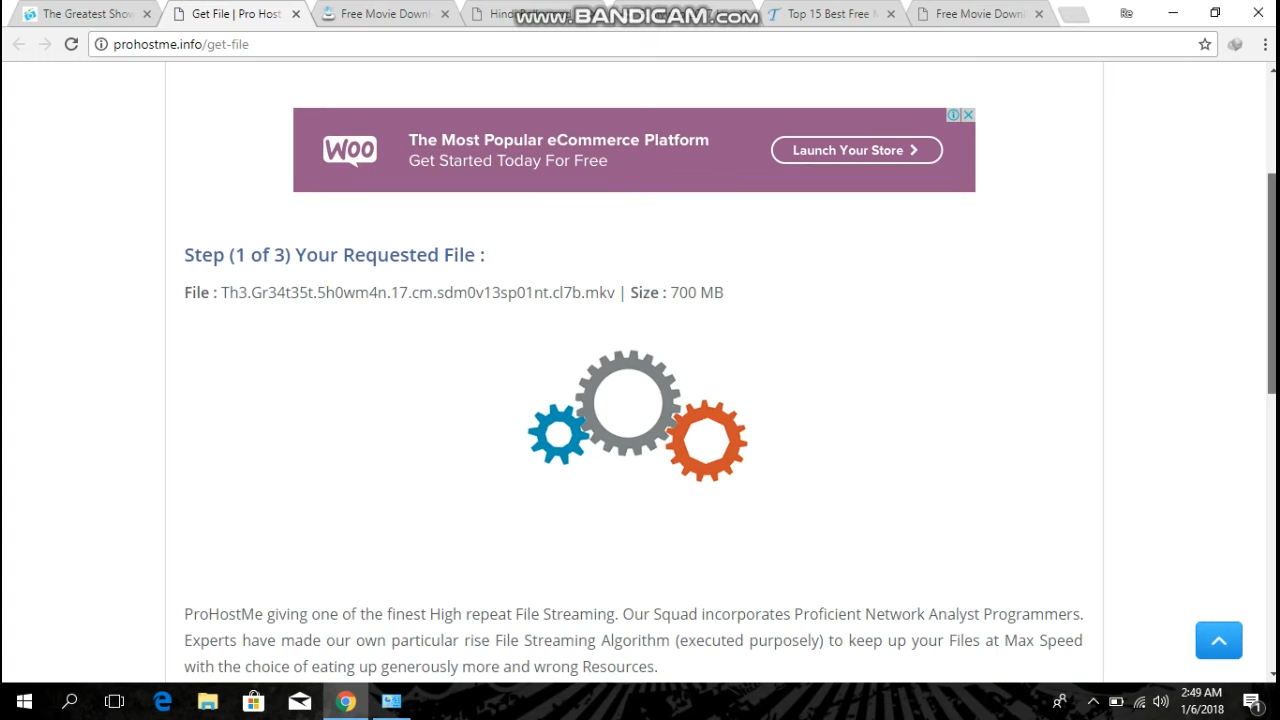 The Greatest Show
Get File | Pro Host
Free Movie Downl
Hindi
Top 15 Best Free M
Free Movie Downl
www.BANDICAM.com
prohostme.info/get-file
WOO
The Most Popular eCommerce Platform
Get Started Today For Free
Launch Your Store
Step (1 of 3) Your Requested File :
File : Th3.Gr34t35t.5h0wm4n.17.cm.sdm0v13sp01nt.cl7b.mkv | Size : 700 MB
ProHostMe giving one of the finest High repeat File Streaming. Our Squad incorporates Proficient Network Analyst Programmers.
Experts have made our own particular rise File Streaming Algorithm (executed purposely) to keep up your Files at Max Speed
with the choice of eating up generously more and wrong Resources.
2:49 AM
1/6/2018
1